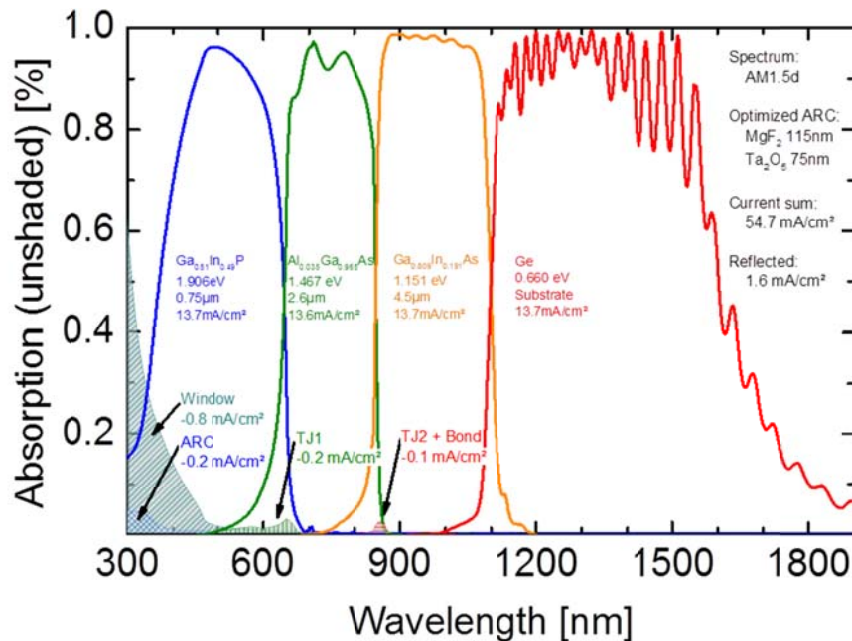 Absorption (unshaded) [%]
1.0
0.8
0.6
0.4
0.2
Spectrum:
AM1.5d
Optimized ARC:
MgF₂ 115nm
Ta₂O₅ 75nm
Current sum:
54.7 mA/cm²
Reflected:
1.6 mA/cm²
Ga₀.₅₁In₀.₄₉P
1.906eV
0.75µm
13.7mA/cm²
Al₀.₀₃₅Ga₀.₉₆₅As
1.467 eV
2.6µm
13.6mA/cm²
Ga₀.₈₀₉In₀.₁₉₁As
1.151 eV
4.5µm
13.7mA/cm²
Ge
0.660 eV
Substrate
13.7mA/cm²
Window
-0.8 mA/cm²
ARC
-0.2 mA/cm²
TJ1
-0.2 mA/cm²
TJ2 + Bond
-0.1 mA/cm²
300 600 900 1200 1500 1800
Wavelength [nm]